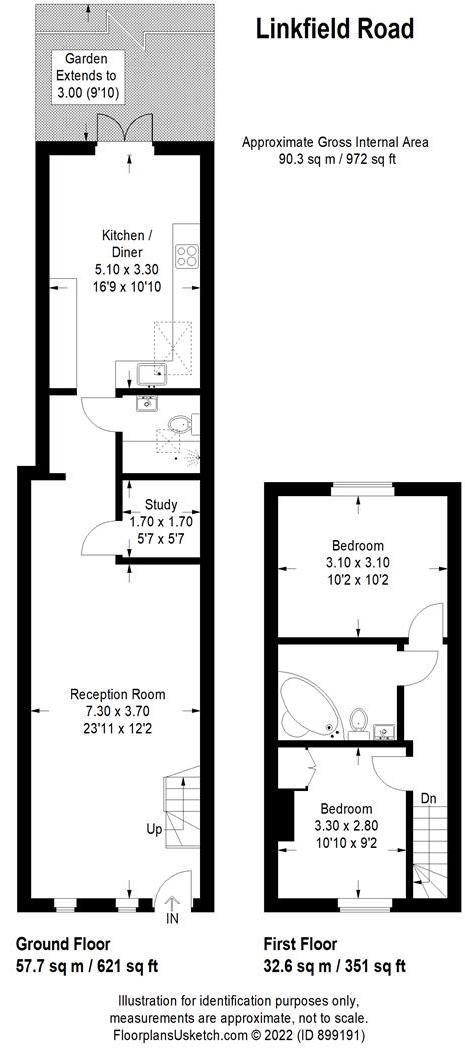 Linkfield Road
Garden
Extends to
3.00 (9'10)
Approximate Gross Internal Area
90.3 sq m / 972 sq ft
Kitchen /
Diner
5.10 x 3.30
16'9 x 10'10
Study
1.70 x 1.70
5'7 x 5'7
Reception Room
7.30 x 3.70
23'11 x 12'2
Up
IN
Bedroom
3.10 x 3.10
10'2 x 10'2
Bedroom
3.30 x 2.80
10'10 x 9'2
Dn
Ground Floor
57.7 sq m / 621 sq ft
First Floor
32.6 sq m / 351 sq ft
Illustration for identification purposes only,
measurements are approximate, not to scale.
FloorplansUsketch.com © 2022 (ID 899191)